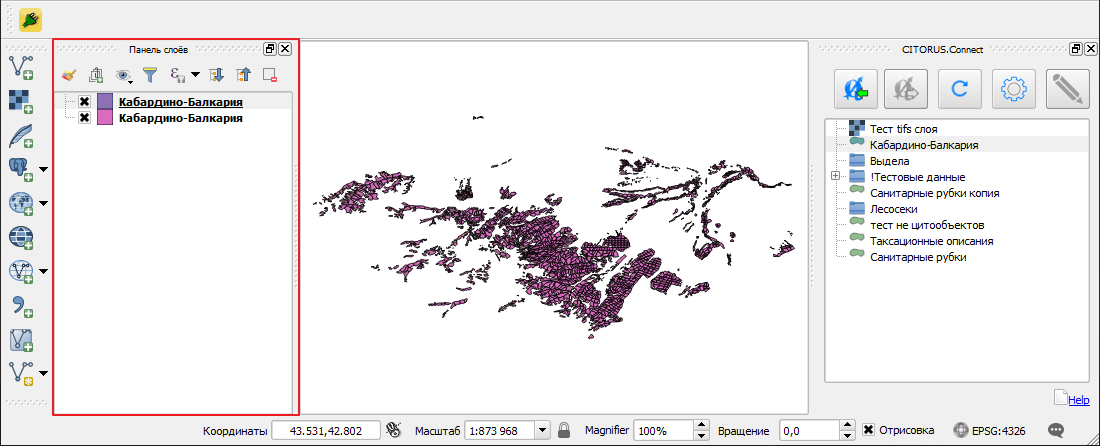 Панель слоёв
Кабардино-Балкария
Кабардино-Балкария
CITORUS.Connect
Тест tifs слоя
Кабардино-Балкария
Выдела
!Тестовые данные
Санитарные рубки копия
Лесосеки
тест не цитообъектов
Таксационные описания
Санитарные рубки
Help
Координаты 43.531,42.802 Масштаб 1:873 968 Magnifier 100% Вращение 0,0 Отрисовка EPSG:4326